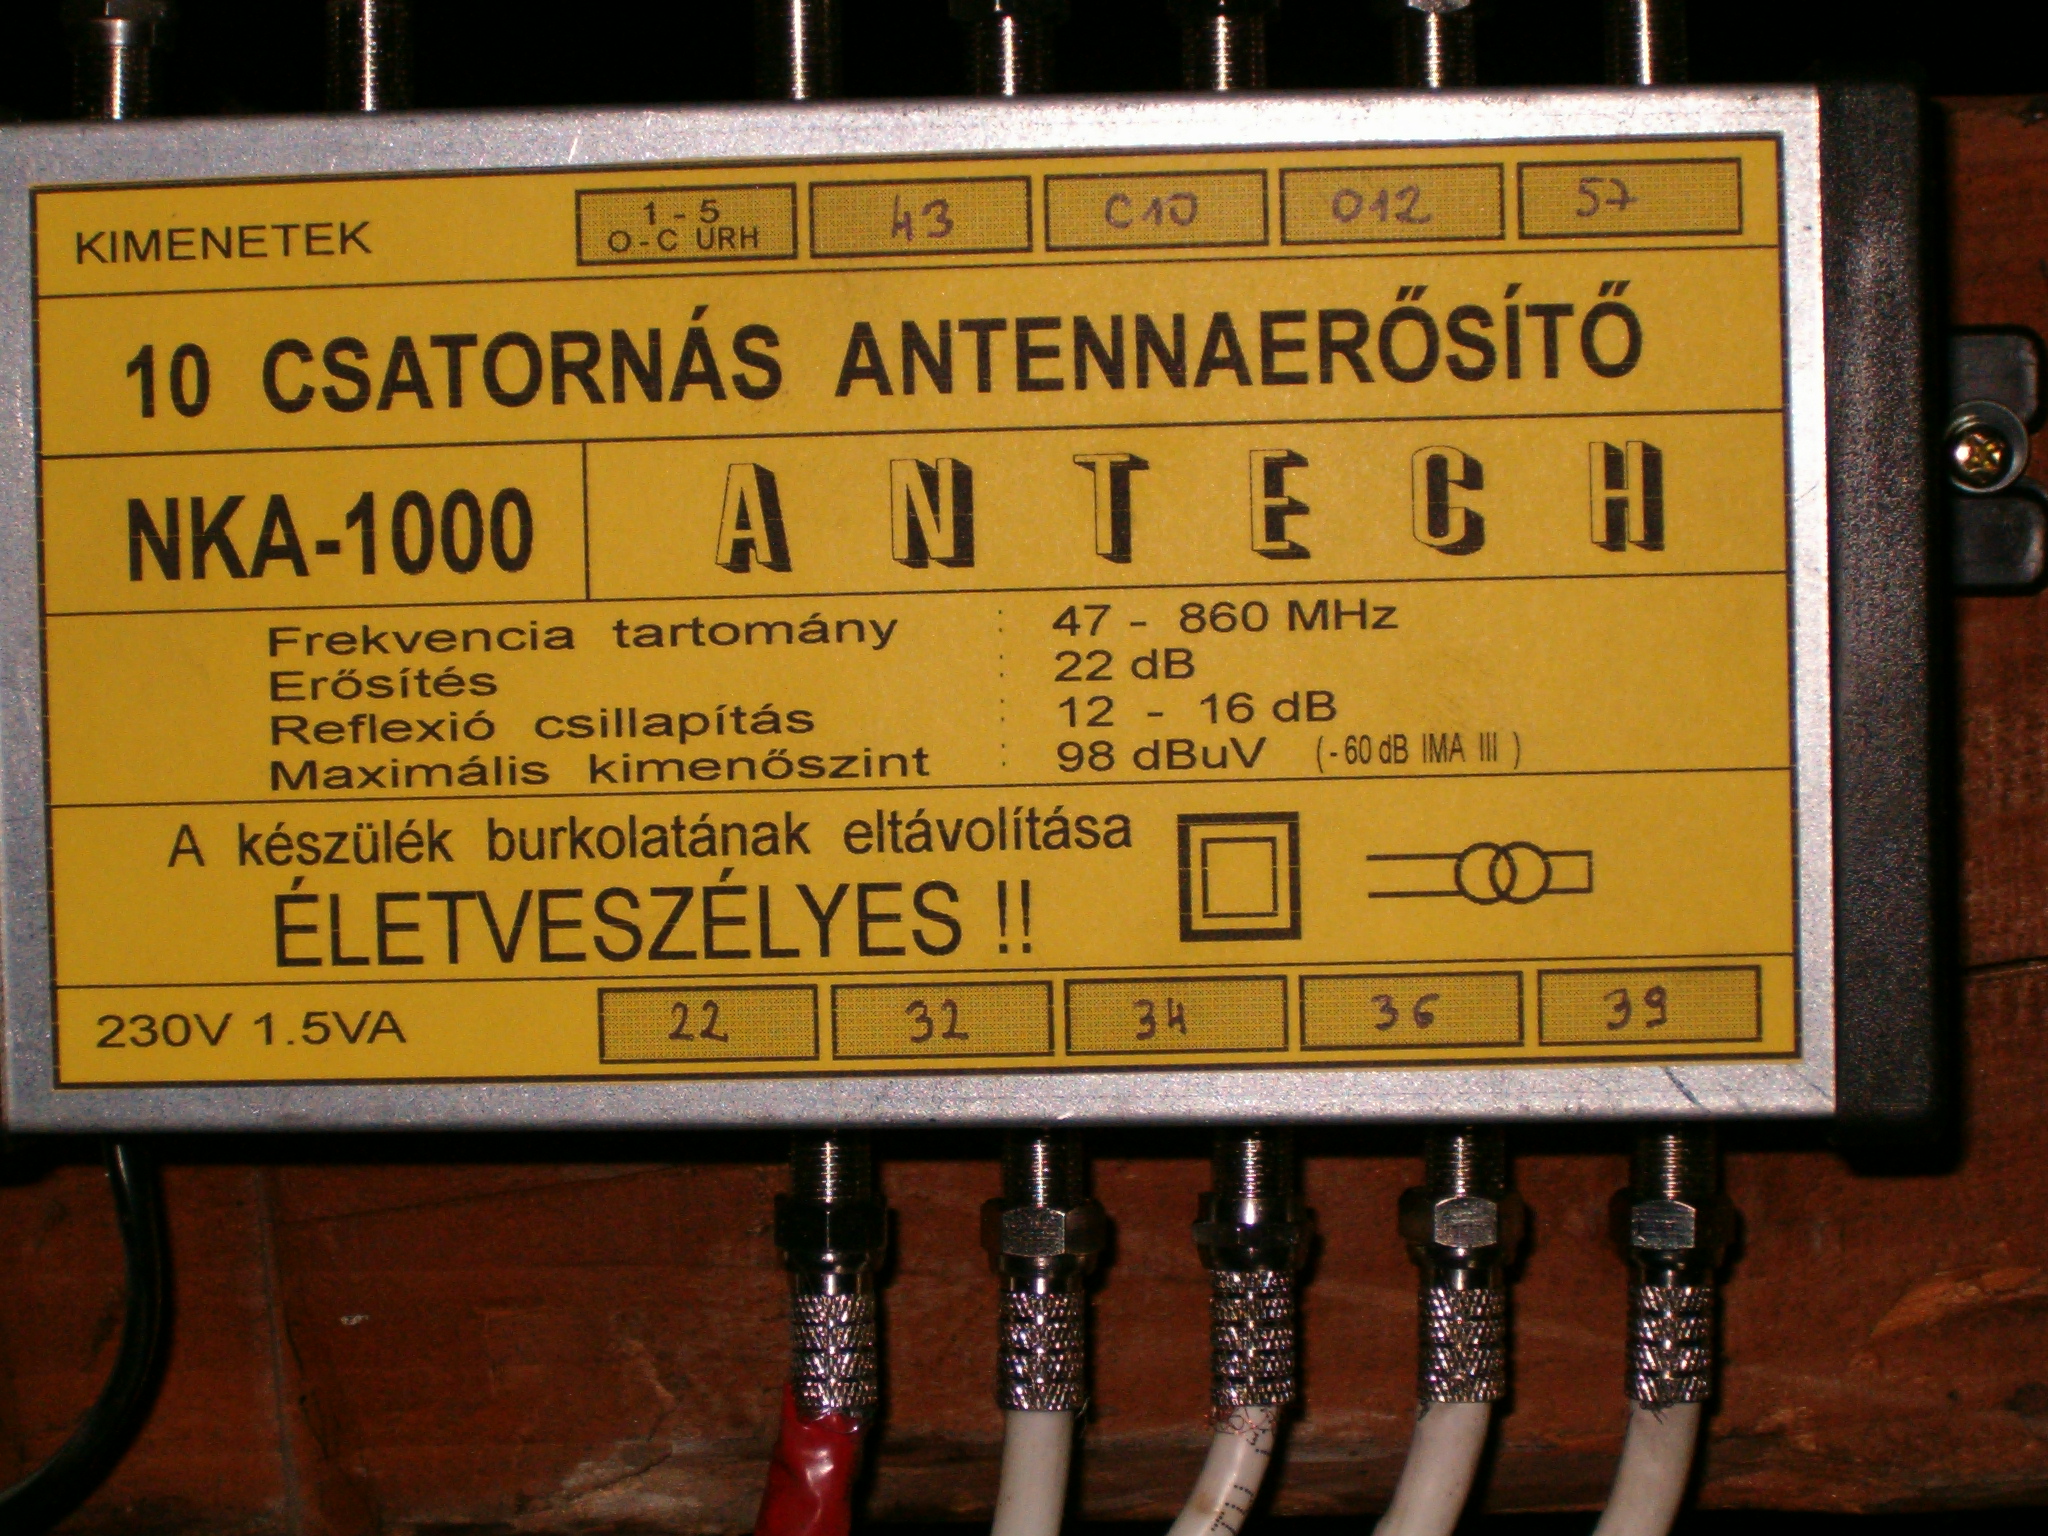 KIMENETEK
1 - 5
O - C URH
43
C10
O12
57
10 CSATORNÁS ANTENNAERŐSÍTŐ
NKA-1000
ANTECH
Frekvencia tartomány : 47 - 860 MHz
Erősítés : 22 dB
Reflexió csillapítás : 12 - 16 dB
Maximális kimenőszint : 98 dBuV ( - 60 dB IMA III )
A készülék burkolatának eltávolítása
ÉLETVESZÉLYES !!
230V 1.5VA
22
32
34
36
39